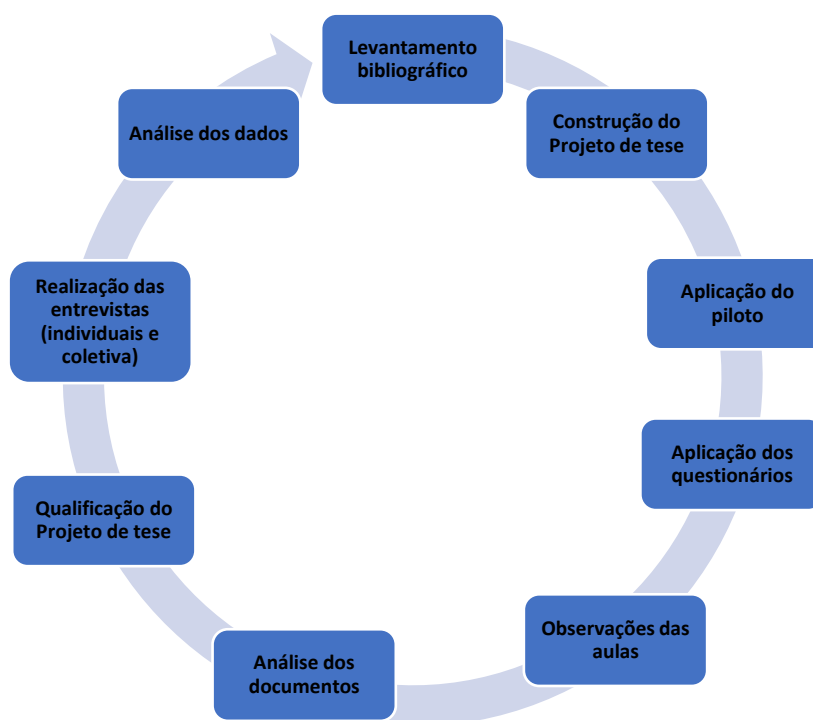 Levantamento
bibliográfico
Construção do
Projeto de tese
Aplicação do
piloto
Aplicação dos
questionários
Observações das
aulas
Análise dos
documentos
Qualificação do
Projeto de tese
Realização das
entrevistas
(individuais e
coletiva)
Análise dos dados